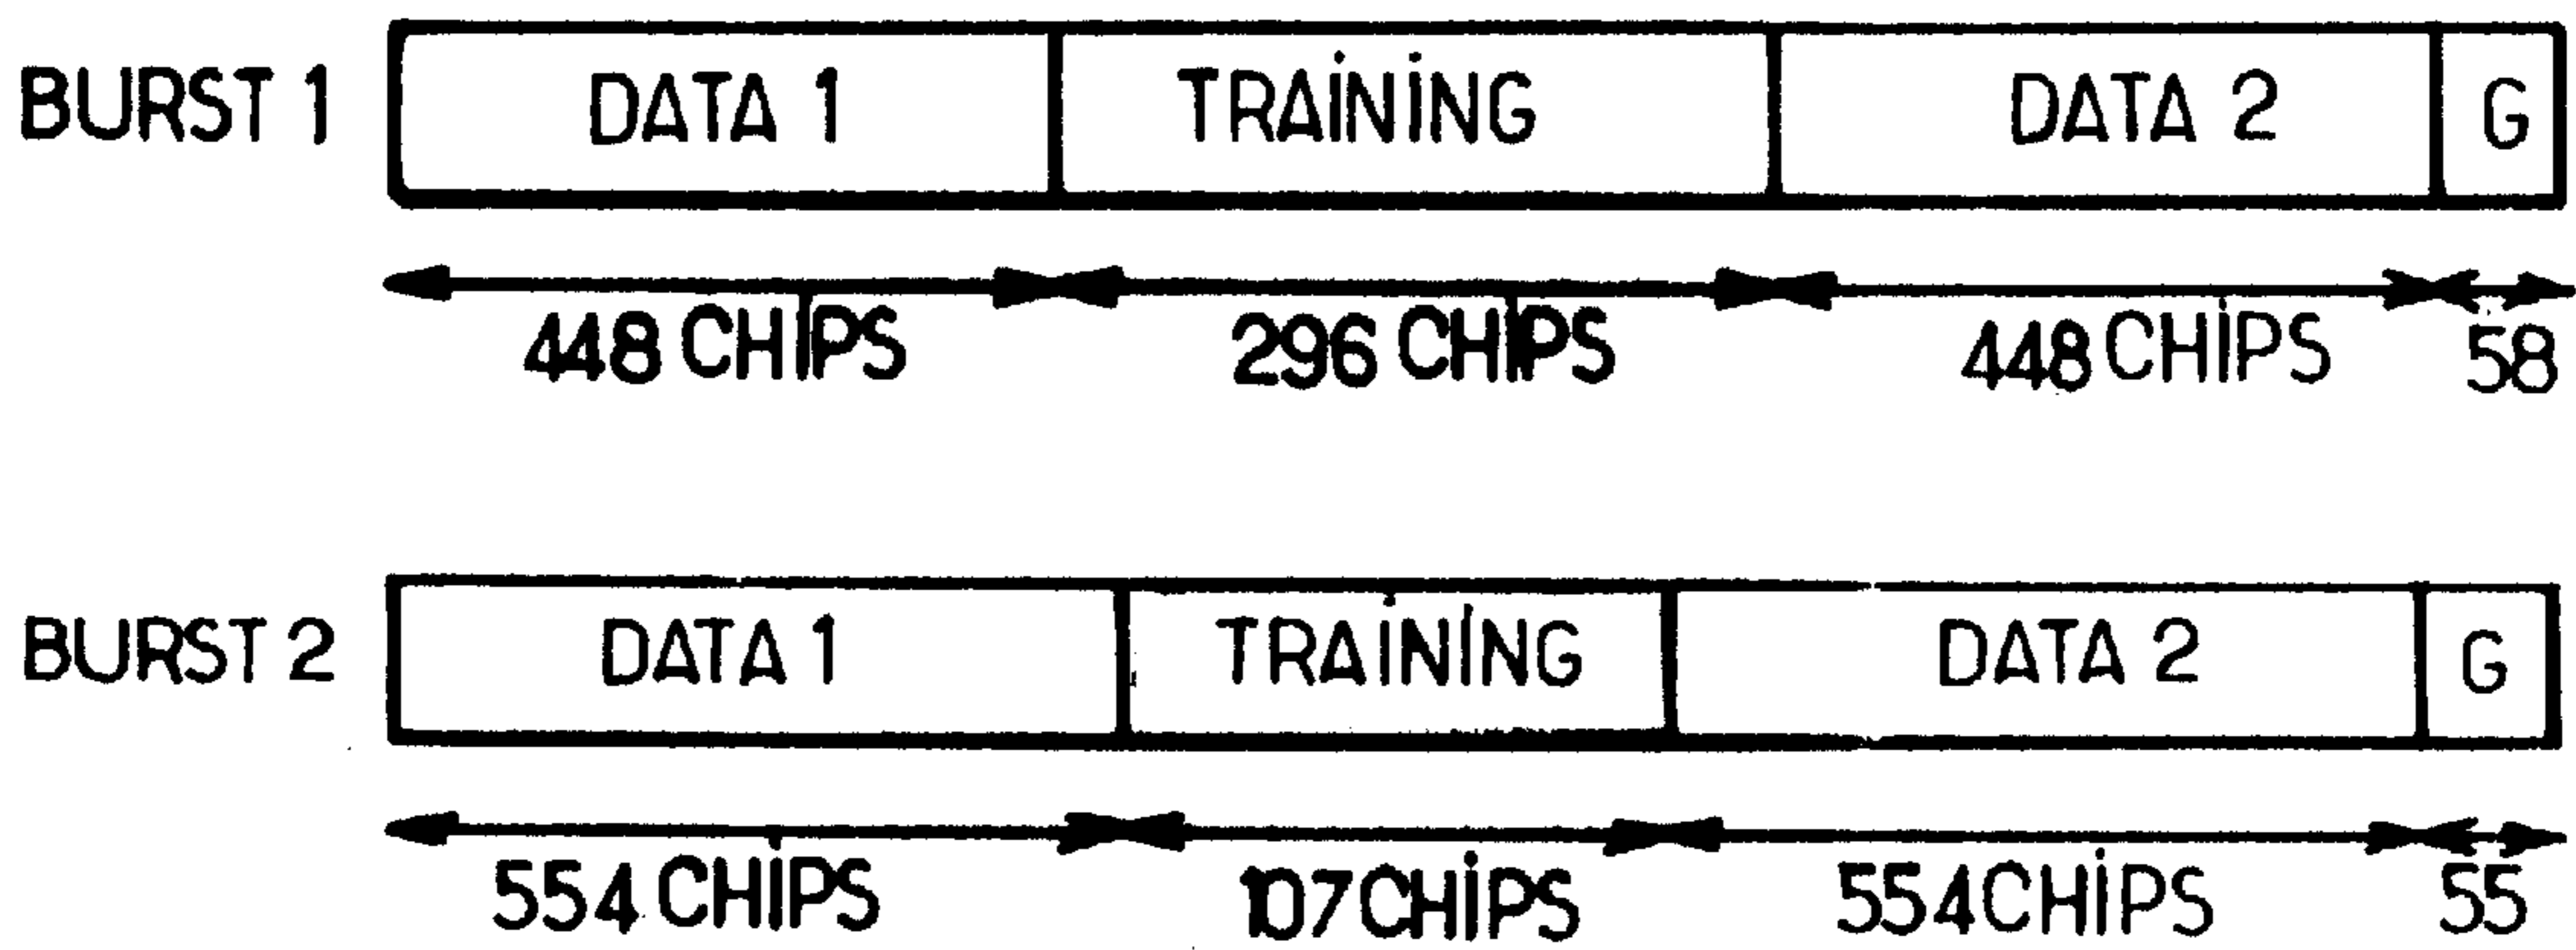 BURST 1 DATA 1 TRAINING DATA 2 G
448 CHIPS 296 CHIPS 448 CHIPS 58
BURST 2 DATA 1 TRAINING DATA 2 G
554 CHIPS 107 CHIPS 554 CHIPS 55